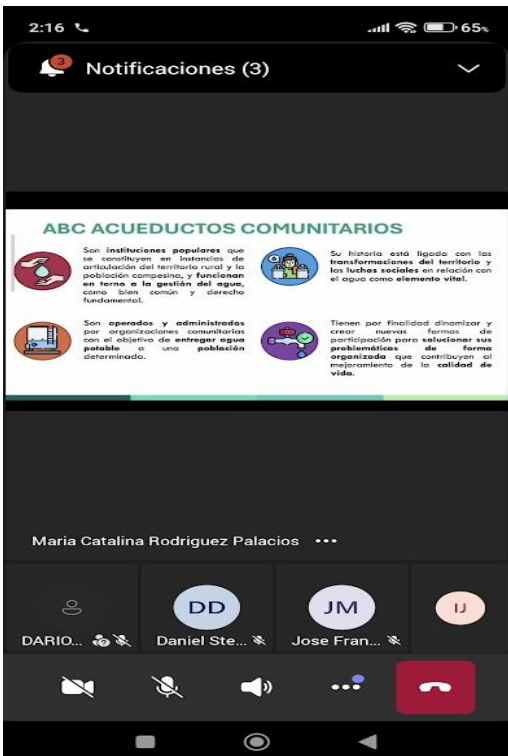 2:16
65%
3
Notificaciones (3)
ABC ACUEDUCTOS COMUNITARIOS
Son instituciones populares que
se constituyen en instancias de
articulación del territorio rural y la
población campesina, y funcionan
en torno a la gestión del agua,
como bien común y derecho
fundamental.
Su historia está ligada con las
transformaciones del territorio y
las luchas sociales en relación con
el agua como elemento vital.
Son operados y administrados
por organizaciones comunitarias
con el objetivo de entregar agua
potable a una población
determinada.
Tienen por finalidad dinamizar y
crear nuevas formas de
participación para solucionar sus
problemáticas de forma
organizada que contribuyen al
mejoramiento de la calidad de
vida.
Maria Catalina Rodriguez Palacios
DD
JM
IJ
DARIO...
Daniel Ste...
Jose Fran...